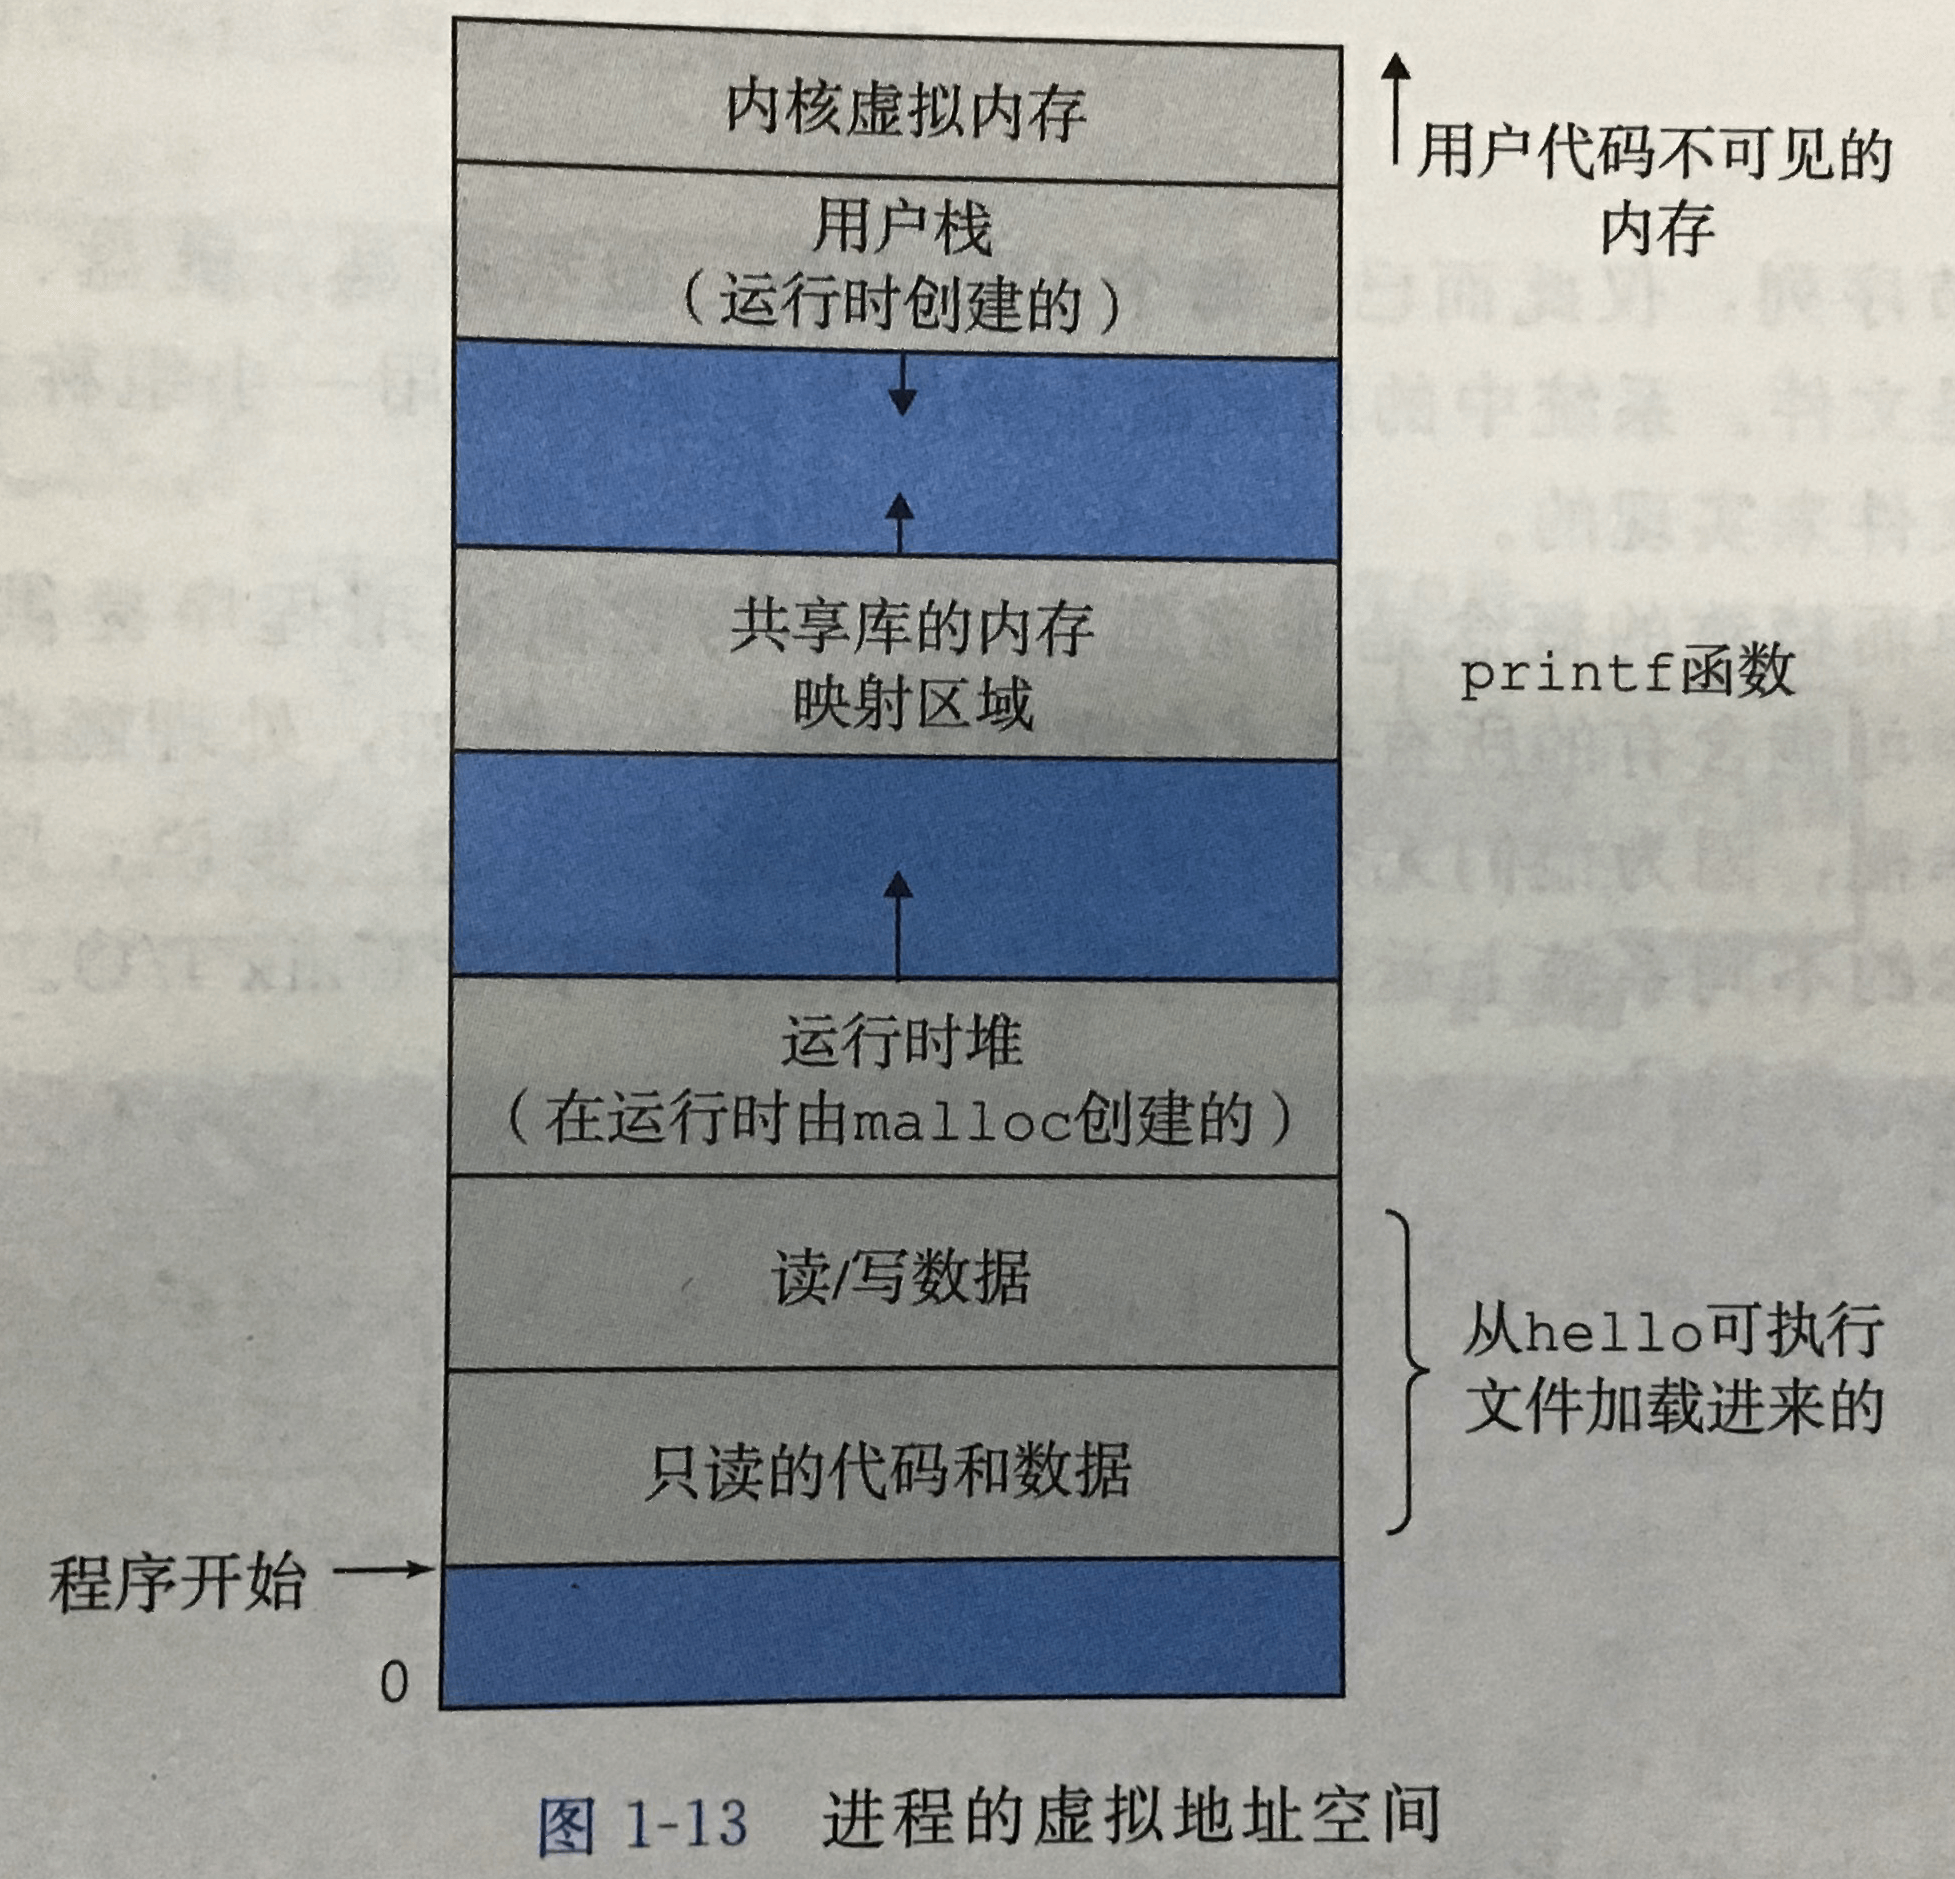 内核虚拟内存
用户代码不可见的
内存
用户栈
（运行时创建的）
共享库的内存
映射区域
printf函数
运行时堆
（在运行时由malloc创建的）
读/写数据
从hello可执行
文件加载进来的
只读的代码和数据
程序开始
0
图 1-13 进程的虚拟地址空间